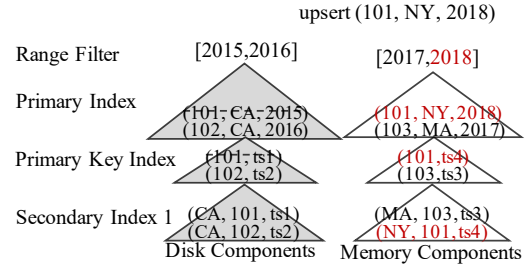 upsert (101, NY, 2018)
Range Filter [2015,2016] [2017,2018]
Primary Index (101, CA, 2015) (101, NY, 2018)
(102, CA, 2016) (103, MA, 2017)
Primary Key Index (101, ts1) (101,ts4)
(102, ts2) (103,ts3)
Secondary Index 1 (CA, 101, ts1) (MA, 103,ts3)
(CA, 102, ts2) (NY, 101, ts4)
Disk Components Memory Components